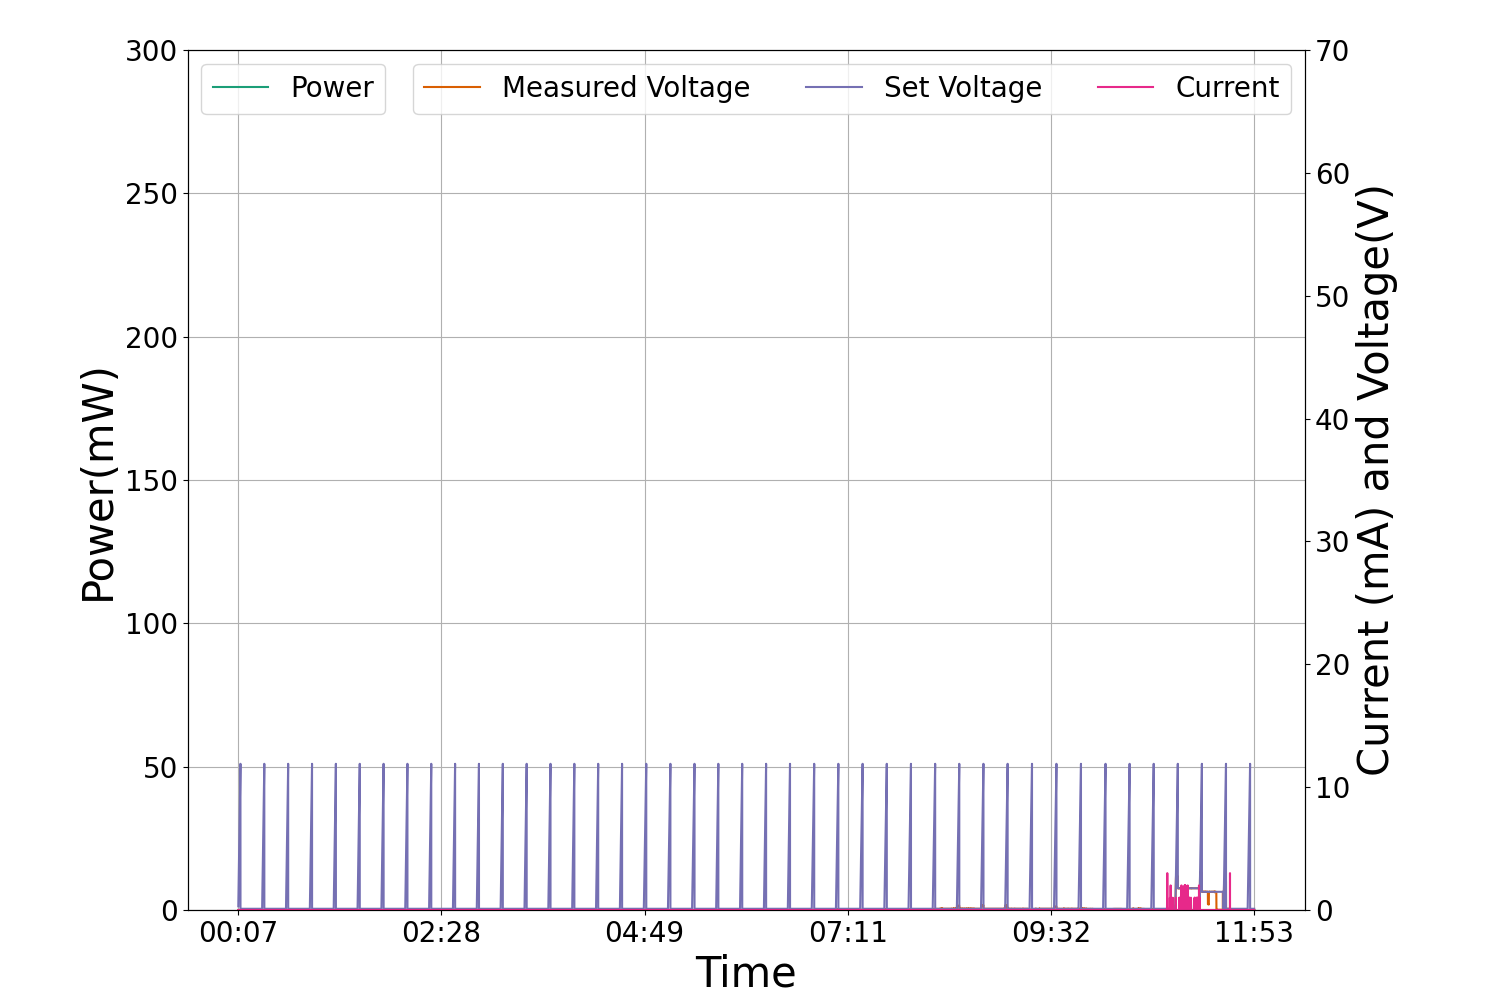 300
250
200
150
100
50
0
Power(mW)
Power
Measured Voltage
Set Voltage
Current
70
60
50
40
30
20
10
0
Current (mA) and Voltage(V)
00:07 02:28 04:49 07:11 09:32 11:53
Time